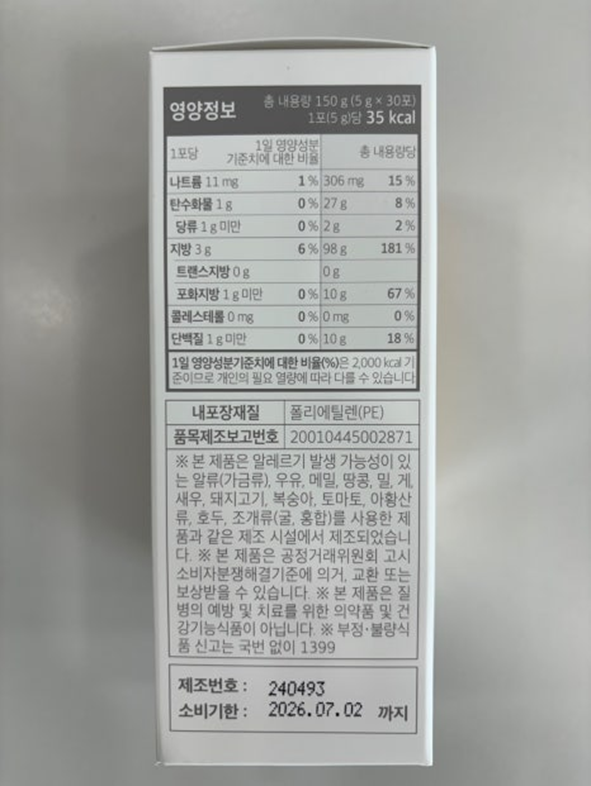 영양정보
총 내용량 150 g (5 g × 30포)
1포(5 g)당 35 kcal
1포당 1일 영양성분 기준치에 대한 비율 총 내용량당
나트륨 11 mg 1 % 306 mg 15 %
탄수화물 1 g 0 % 27 g 8 %
당류 1 g 미만 0 % 2 g 2 %
지방 3 g 6 % 98 g 181 %
트랜스지방 0 g 0 g
포화지방 1 g 미만 0 % 10 g 67 %
콜레스테롤 0 mg 0 % 0 mg 0 %
단백질 1 g 미만 0 % 10 g 18 %
1일 영양성분기준치에 대한 비율(%)은 2,000 kcal 기
준이므로 개인의 필요 열량에 따라 다를 수 있습니다
내포장재질 폴리에틸렌(PE)
품목제조보고번호 20010445002871
※ 본 제품은 알레르기 발생 가능성이 있
는 알류(가금류), 우유, 메밀, 땅콩, 밀, 게,
새우, 돼지고기, 복숭아, 토마토, 아황산
류, 호두, 조개류(굴, 홍합)를 사용한 제
품과 같은 제조 시설에서 제조되었습니
다. ※ 본 제품은 공정거래위원회 고시
소비자분쟁해결기준에 의거, 교환 또는
보상받을 수 있습니다. ※ 본 제품은 질
병의 예방 및 치료를 위한 의약품 및 건
강기능식품이 아닙니다. ※ 부정·불량식
품 신고는 국번 없이 1399
제조번호 : 240493
소비기한 : 2026.07.02 까지